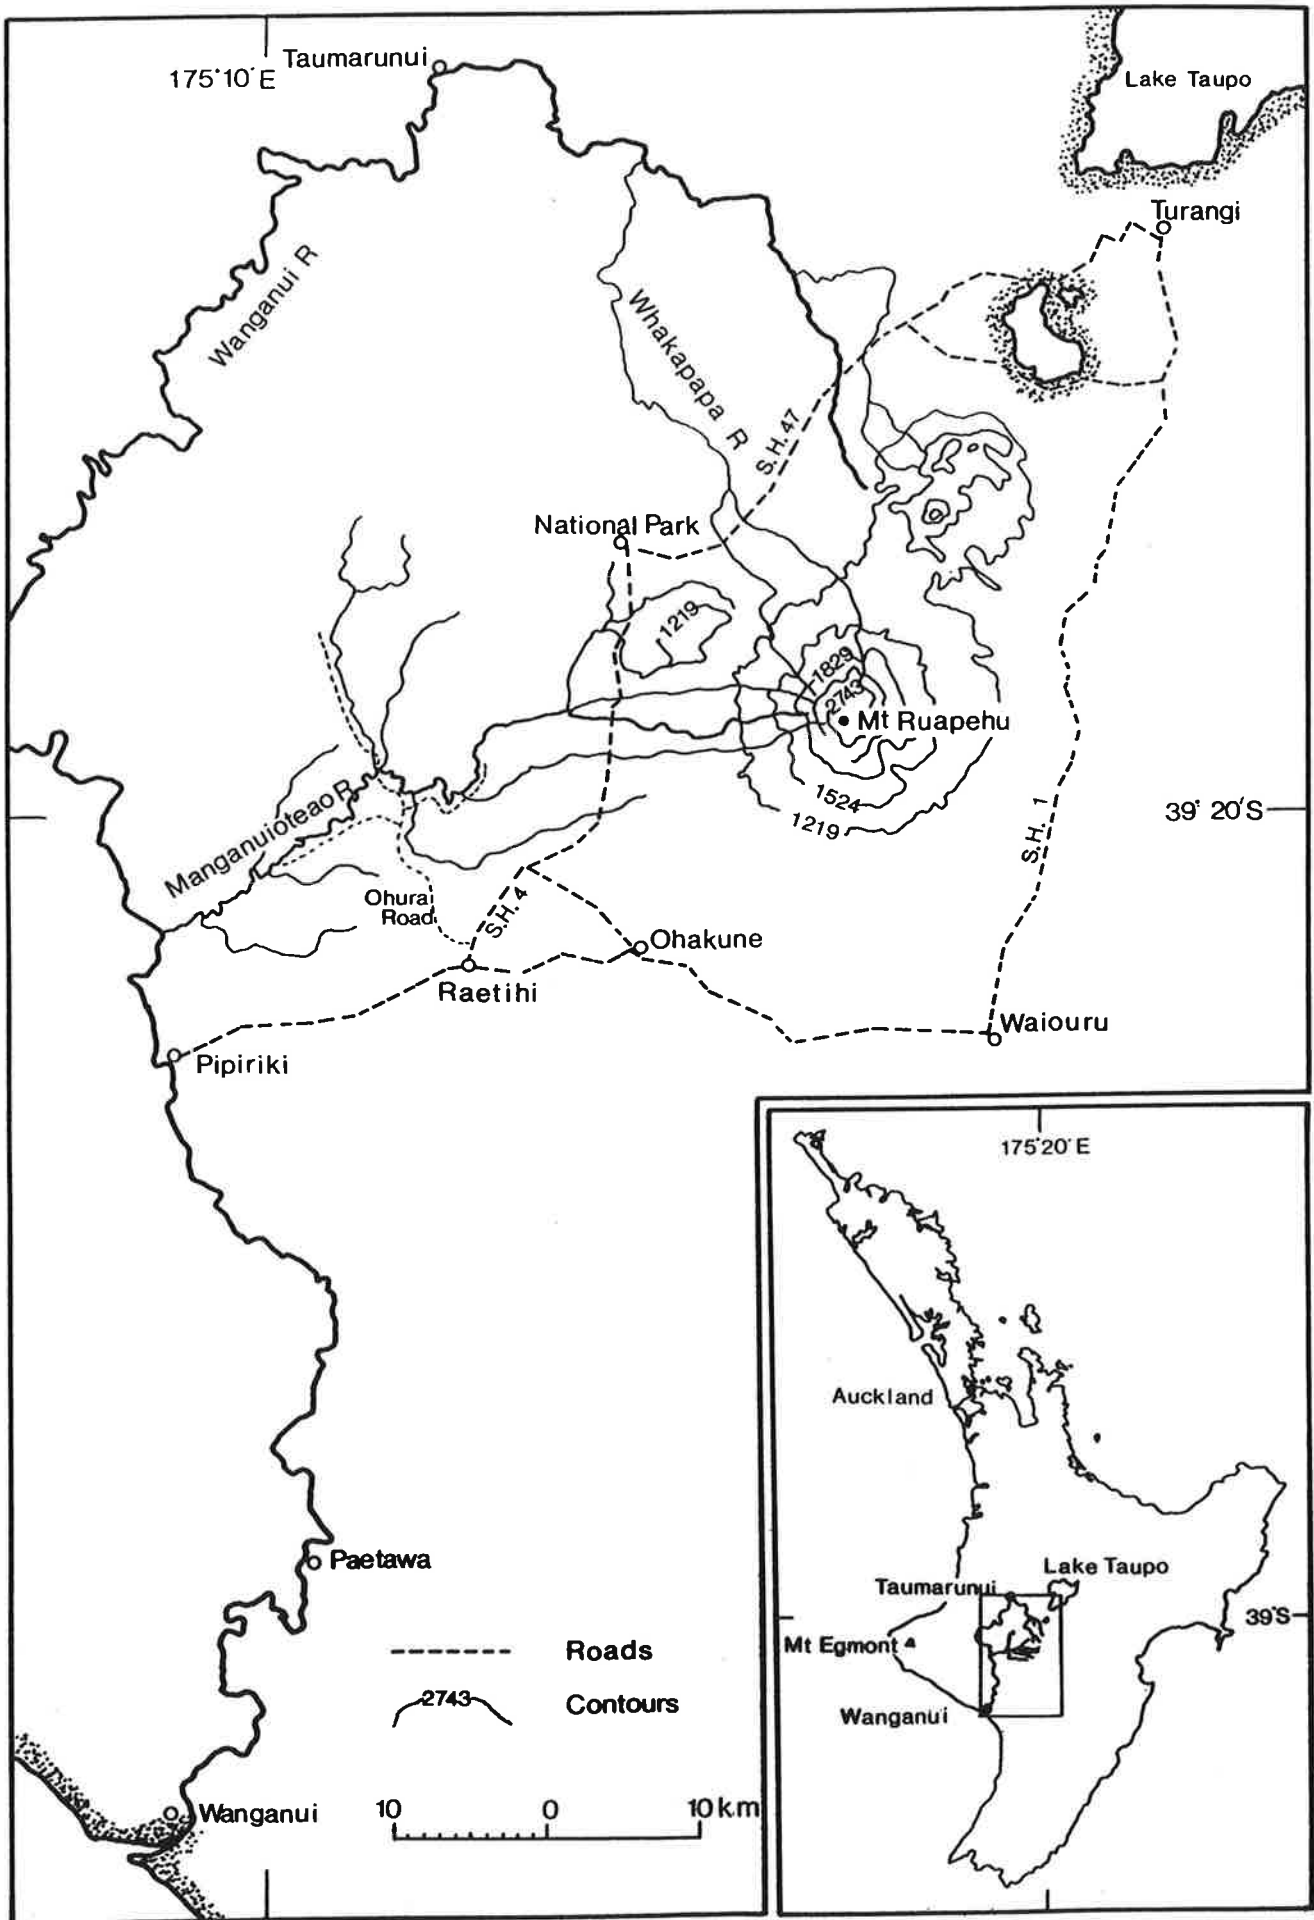 175°10´E
Taumarunui
Lake Taupo
Turangi
Wanganui R
Whakapapa R
S.H. 47
National Park
1219
1829
2743
Mt Ruapehu
1524
1219
39° 20´S
S.H. 1
Manganuioteao R
Ohura
Road
S.H. 4
Ohakune
Raetihi
Waiouru
Pipiriki
Paetawa
Roads
2743
Contours
Wanganui
10 0 10 km
175°20´E
Auckland
Lake Taupo
Taumarunui
39°S
Mt Egmont
Wanganui